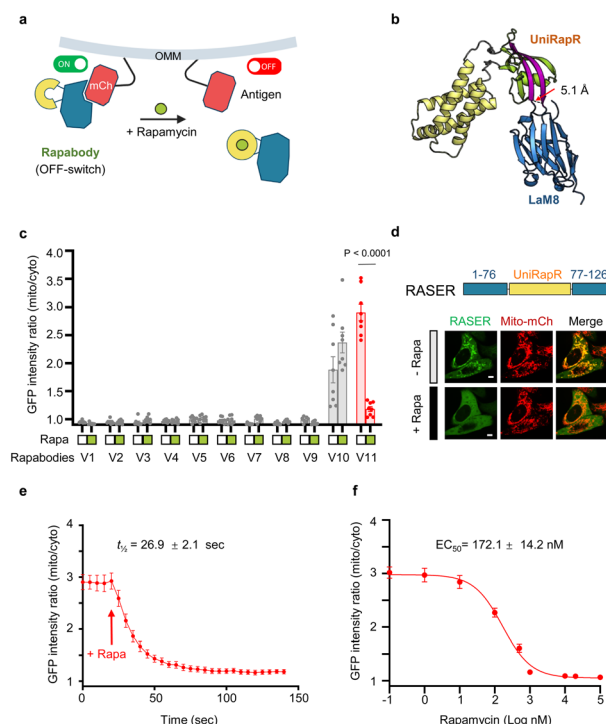 a
OMM
ON
OFF
mCh
Antigen
+ Rapamycin
Rapabody
(OFF-switch)
b
UniRapR
5.1 Å
LaM8
c
P < 0.0001
GFP intensity ratio (mito/cyto)
4.0
3.5
3.0
2.5
2.0
1.5
1.0
Rapa
Rapabodies V1 V2 V3 V4 V5 V6 V7 V8 V9 V10 V11
d
1-76 UniRapR 77-126
RASER
RASER Mito-mCh Merge
- Rapa
+ Rapa
e
GFP intensity ratio (mito/cyto)
4
3
2
1
t½ = 26.9 ± 2.1 sec
+ Rapa
0 50 100 150
Time (sec)
f
GFP intensity ratio (mito/cyto)
4
3
2
1
EC50= 172.1 ± 14.2 nM
-1 0 1 2 3 4 5
Rapamycin (Log nM)